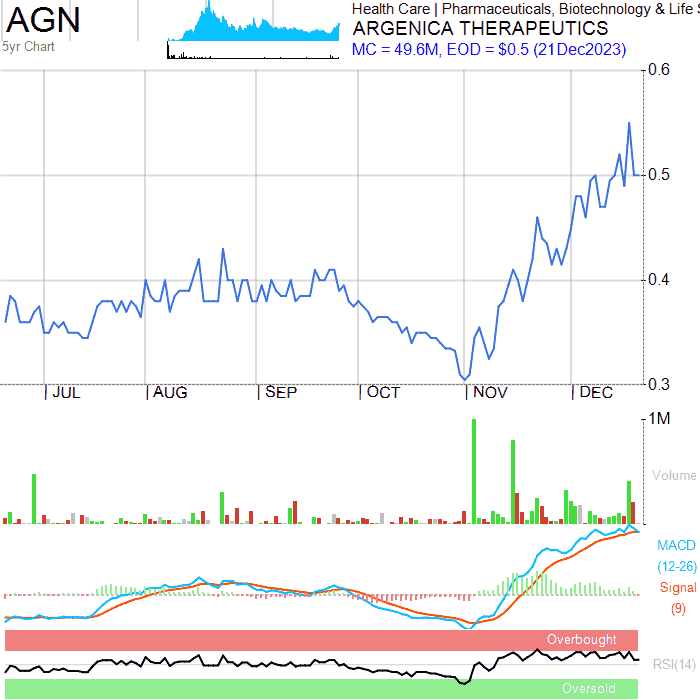 AGN
5yr Chart
Health Care | Pharmaceuticals, Biotechnology & Life S
ARGENICA THERAPEUTICS
MC = 49.6M, EOD = $0.5 (21Dec2023)
0.6
0.5
0.4
0.3
JUL AUG SEP OCT NOV DEC
1M
Volume
MACD
(12-26)
Signal
(9)
Overbought
RSI(14)
Oversold